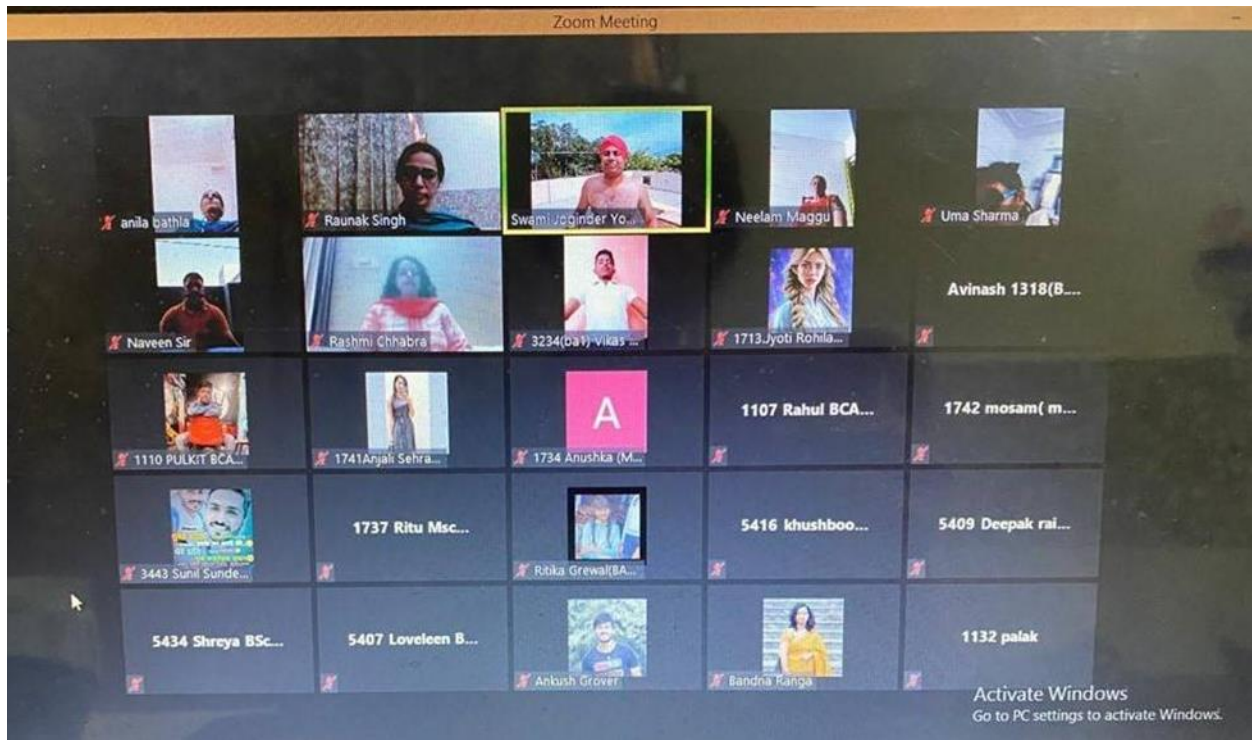 Zoom Meeting
anila bathla
Raunak Singh
Swami Joginder Yo...
Neelam Maggu
Uma Sharma
Naveen Sir
Rashmi Chhabra
3234(ba1) Vikas ...
1713.Jyoti Rohila...
Avinash 1318(B....
1110 PULKIT BCA...
1741Anjali Sehra...
A
1734 Anushka (M...
1107 Rahul BCA...
1742 mosam( m...
3443 Sunil Sunde...
1737 Ritu Msc...
Ritika Grewal(BA...
5416 khushboo...
5409 Deepak rai...
5434 Shreya BSc...
5407 Loveleen B...
Ankush Grover
Bandna Ranga
1132 palak
Activate Windows
Go to PC settings to activate Windows.